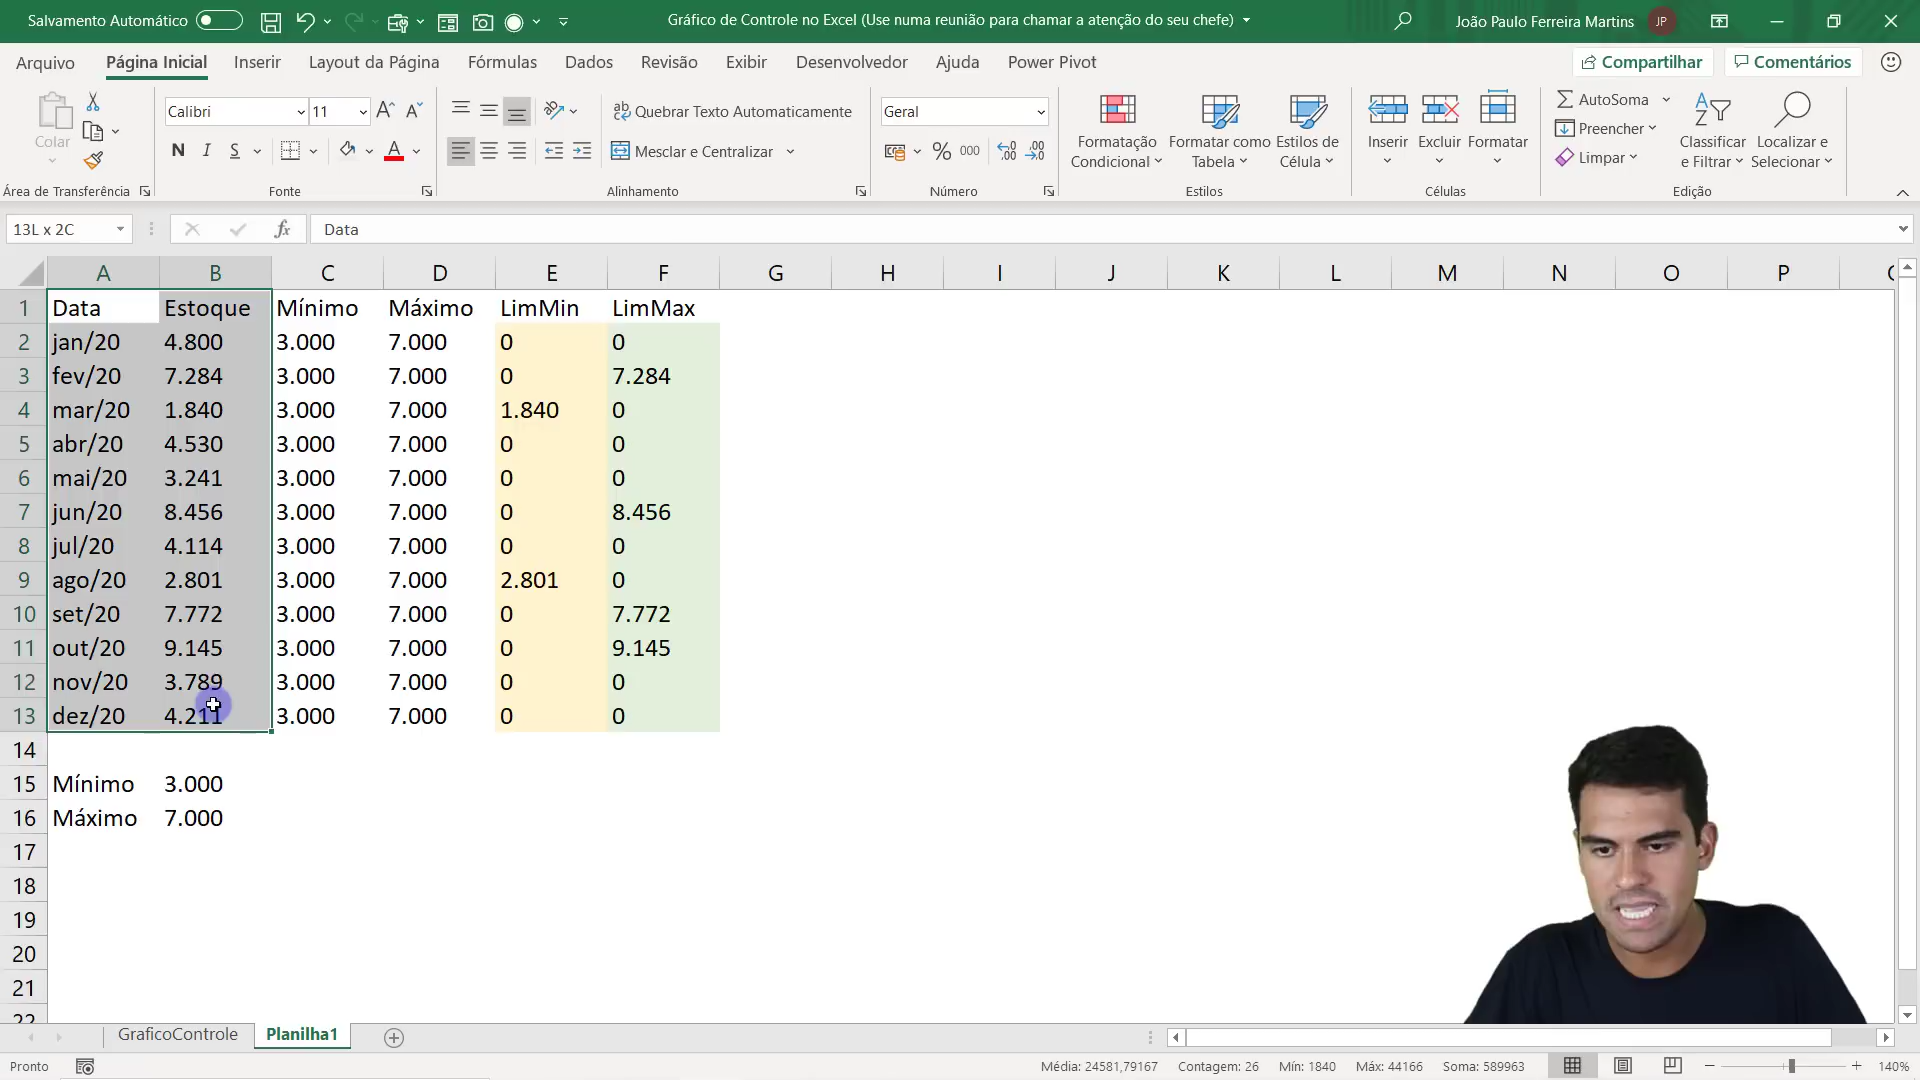 Salvamento Automático
Gráfico de Controle no Excel (Use numa reunião para chamar a atenção do seu chefe)
João Paulo Ferreira Martins JP
Arquivo Página Inicial Inserir Layout da Página Fórmulas Dados Revisão Exibir Desenvolvedor Ajuda Power Pivot Compartilhar Comentários
Colar
Área de Transferência
Calibri 11
N I S A
Fonte
Quebrar Texto Automaticamente
Mesclar e Centralizar
Alinhamento
Geral
% 000
Número
Formatação Condicional
Formatar como Tabela
Estilos de Célula
Estilos
Inserir Excluir Formatar
Células
AutoSoma
Preencher
Limpar
Classificar e Filtrar
Localizar e Selecionar
Edição
13L x 2C fx Data
A B C D E F G H I J K L M N O P
1 Data Estoque Mínimo Máximo LimMin LimMax
2 jan/20 4.800 3.000 7.000 0 0
3 fev/20 7.284 3.000 7.000 0 7.284
4 mar/20 1.840 3.000 7.000 1.840 0
5 abr/20 4.530 3.000 7.000 0 0
6 mai/20 3.241 3.000 7.000 0 0
7 jun/20 8.456 3.000 7.000 0 8.456
8 jul/20 4.114 3.000 7.000 0 0
9 ago/20 2.801 3.000 7.000 2.801 0
10 set/20 7.772 3.000 7.000 0 7.772
11 out/20 9.145 3.000 7.000 0 9.145
12 nov/20 3.789 3.000 7.000 0 0
13 dez/20 4.211 3.000 7.000 0 0
14
15 Mínimo 3.000
16 Máximo 7.000
17
18
19
20
21
22
GraficoControle Planilha1
Pronto Média: 24581,79167 Contagem: 26 Mín: 1840 Máx: 44166 Soma: 589963 140%